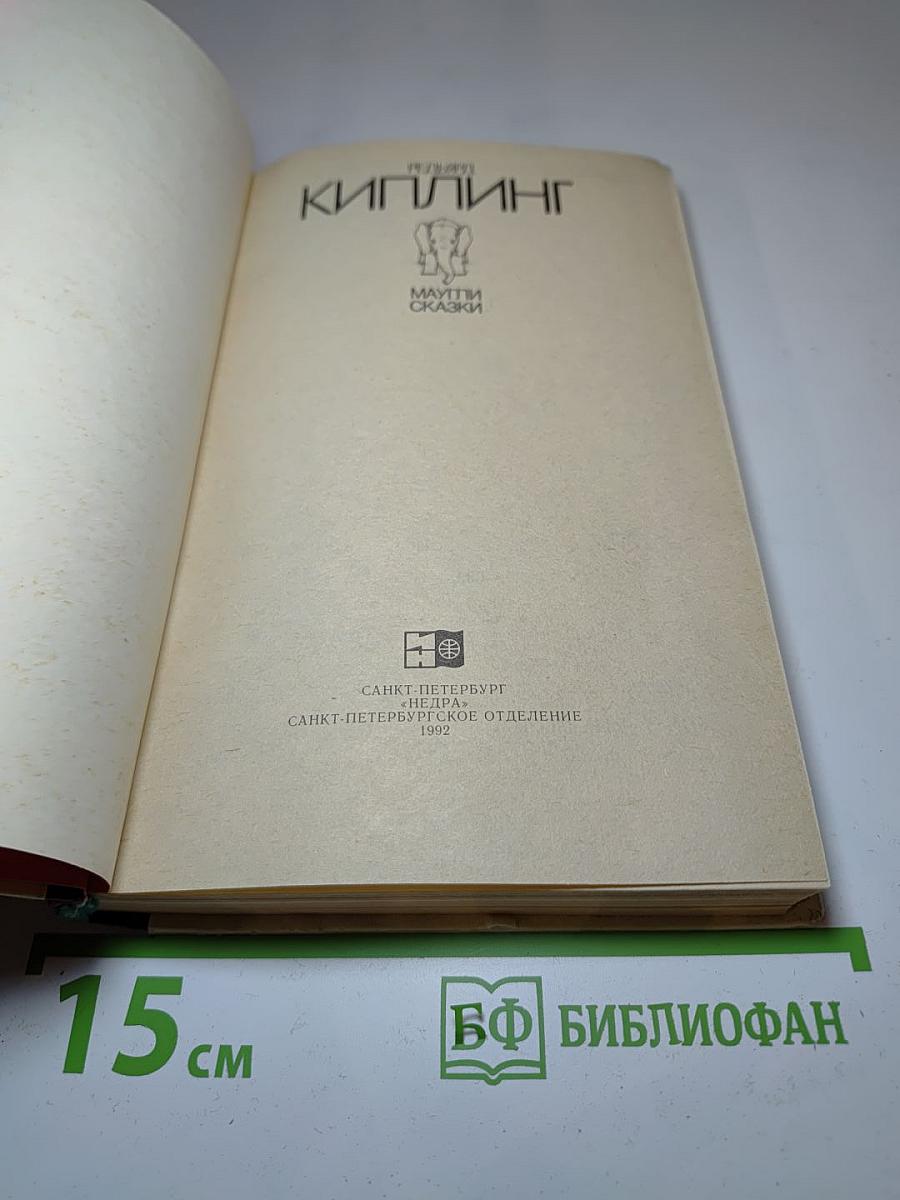 РЕДЬЯРД
КИПЛИНГ
МАУГЛИ
СКАЗКИ
САНКТ-ПЕТЕРБУРГ
«НЕДРА»
САНКТ-ПЕТЕРБУРГСКОЕ ОТДЕЛЕНИЕ
1992
15 см
БФ БИБЛИОФАН